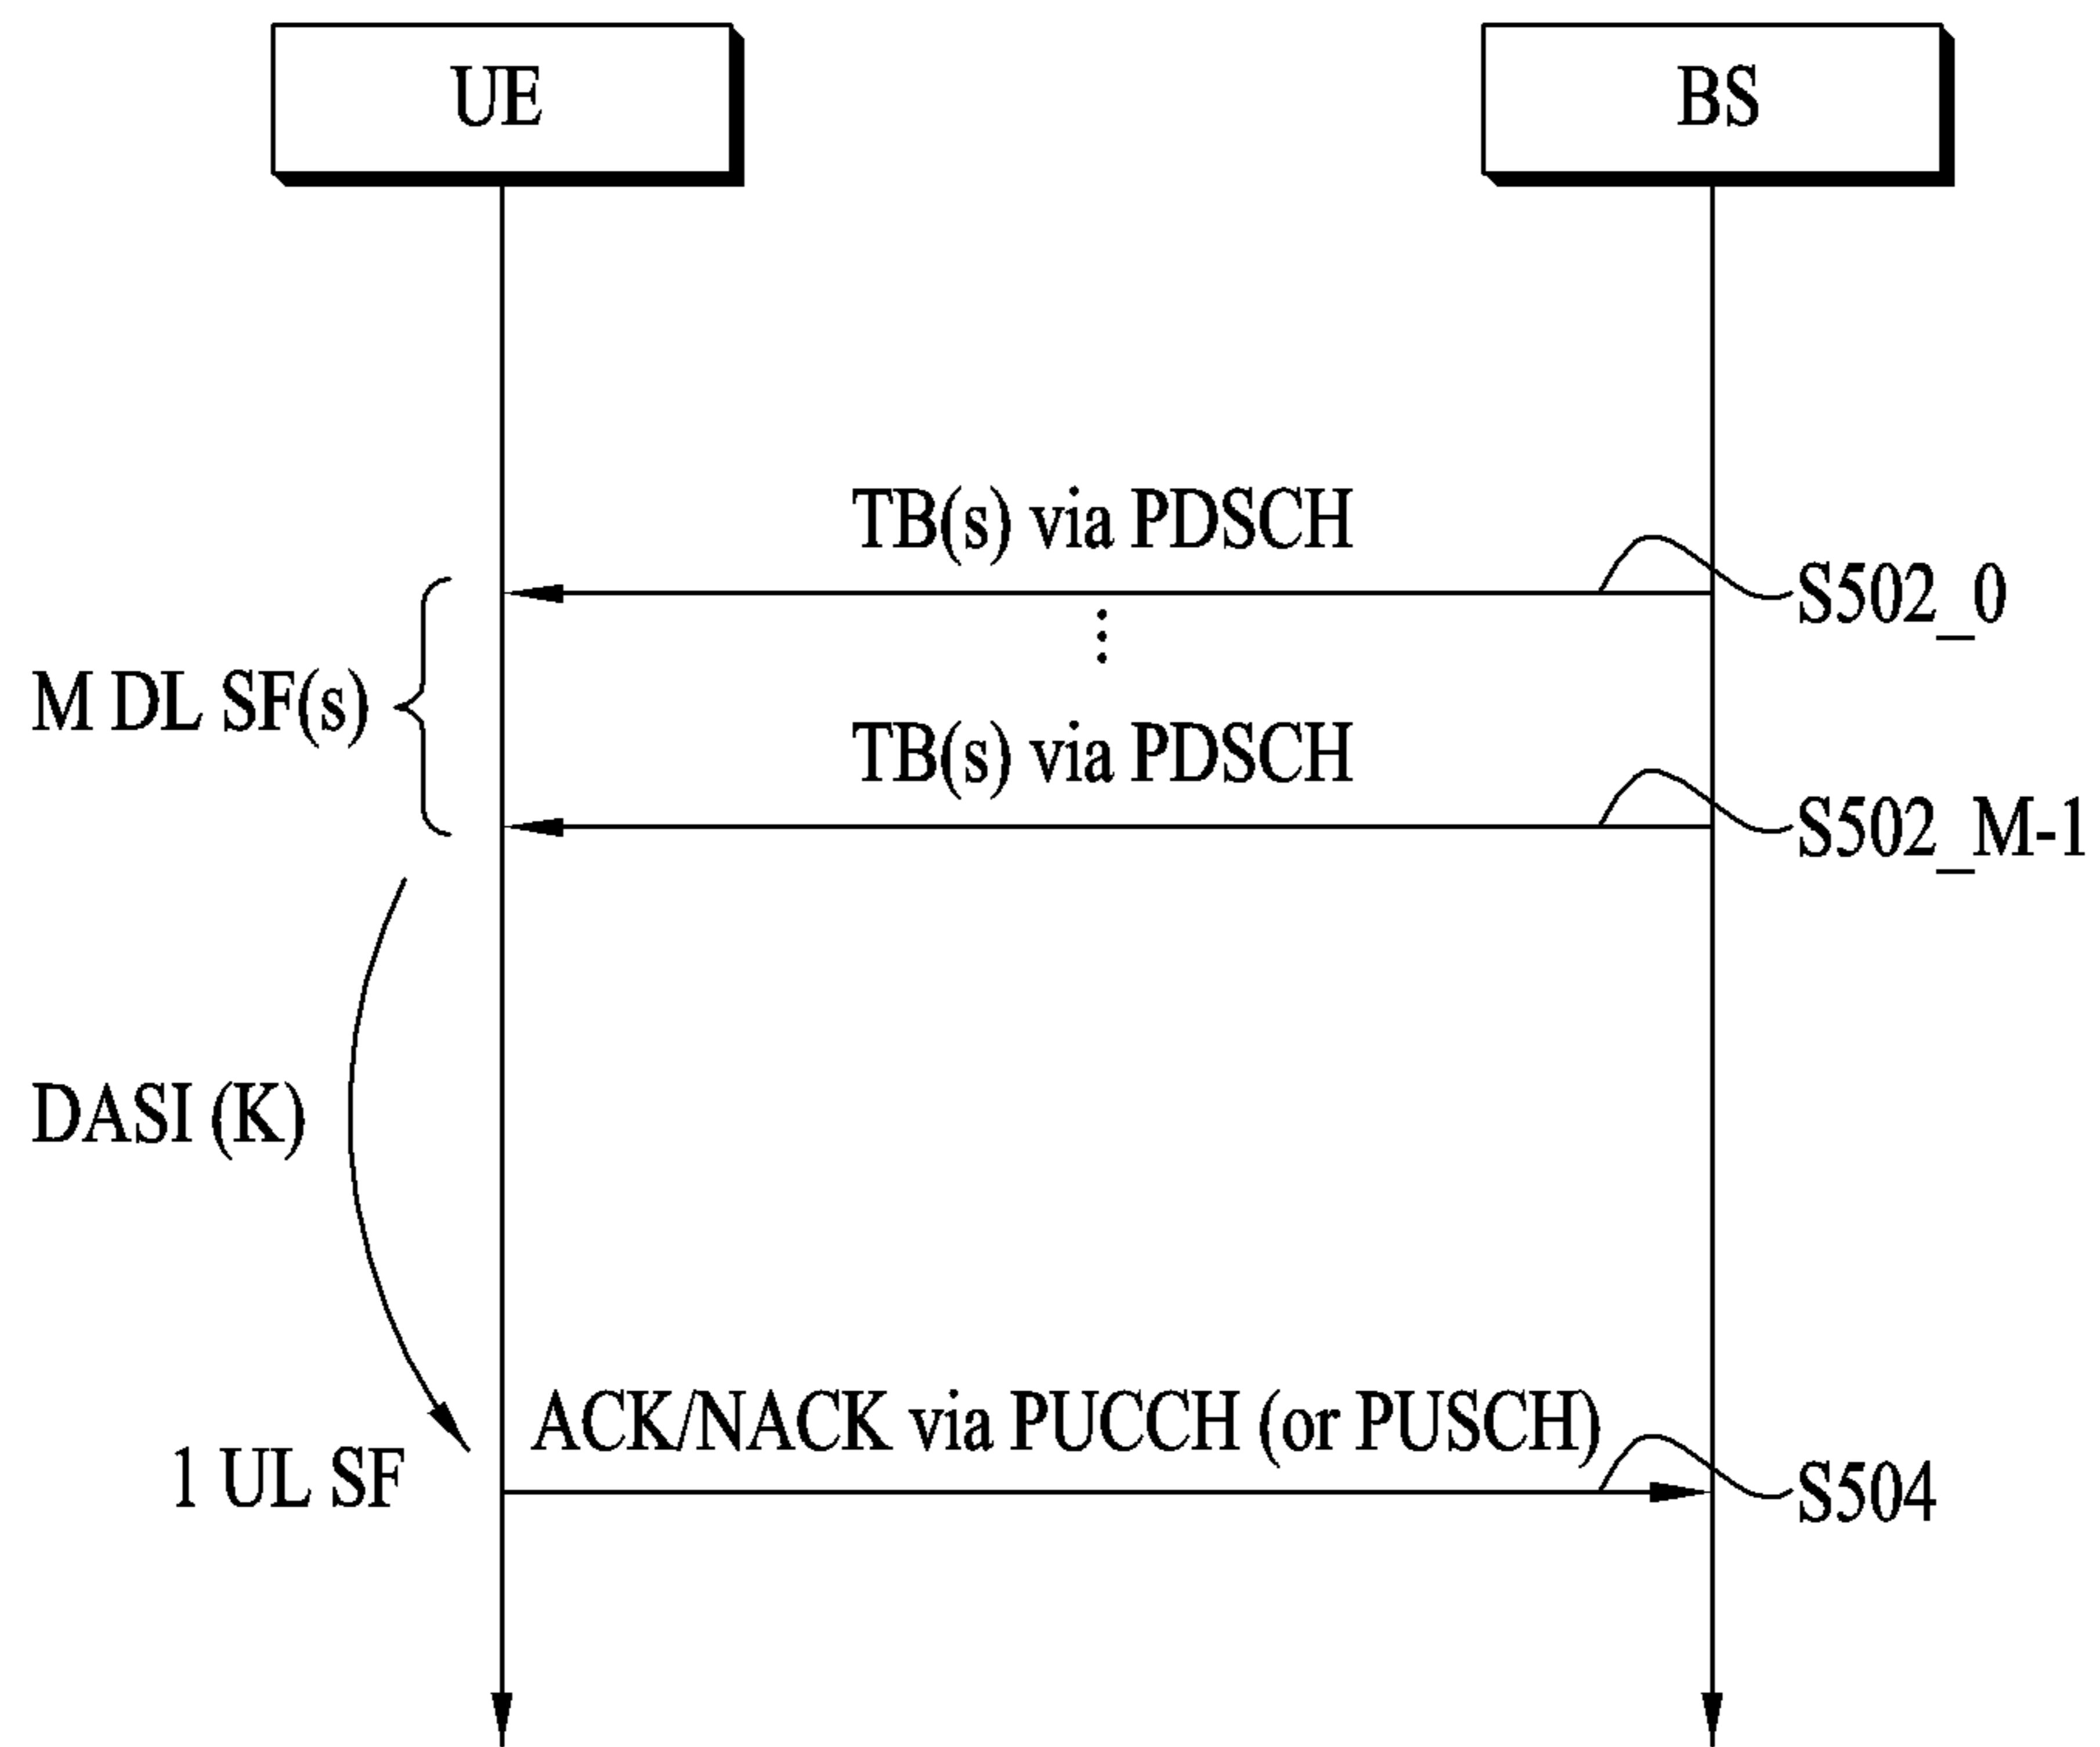 UE
BS
TB(s) via PDSCH
S502_0
M DL SF(s)
TB(s) via PDSCH
S502_M-1
DASI (K)
ACK/NACK via PUCCH (or PUSCH)
1 UL SF
S504